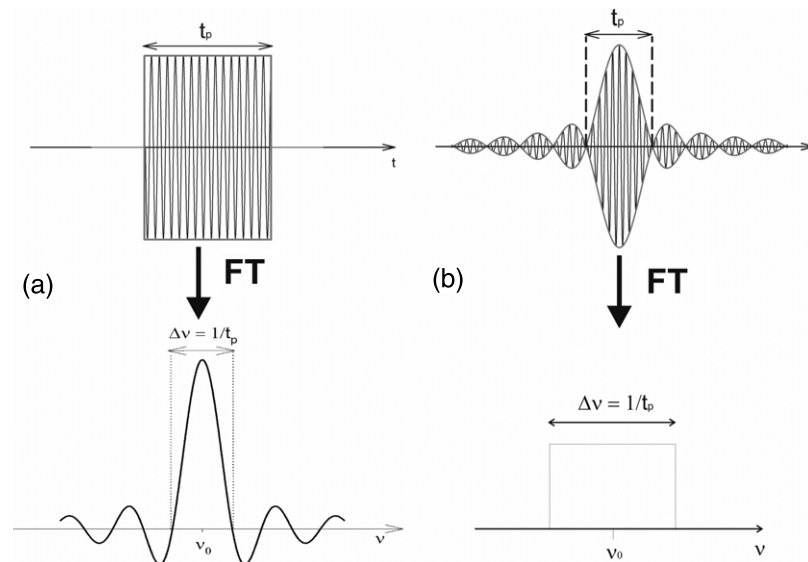 tₚ
t
FT
(a)
Δν = 1/tₚ
ν₀
ν
tₚ
FT
(b)
Δν = 1/tₚ
ν₀
ν